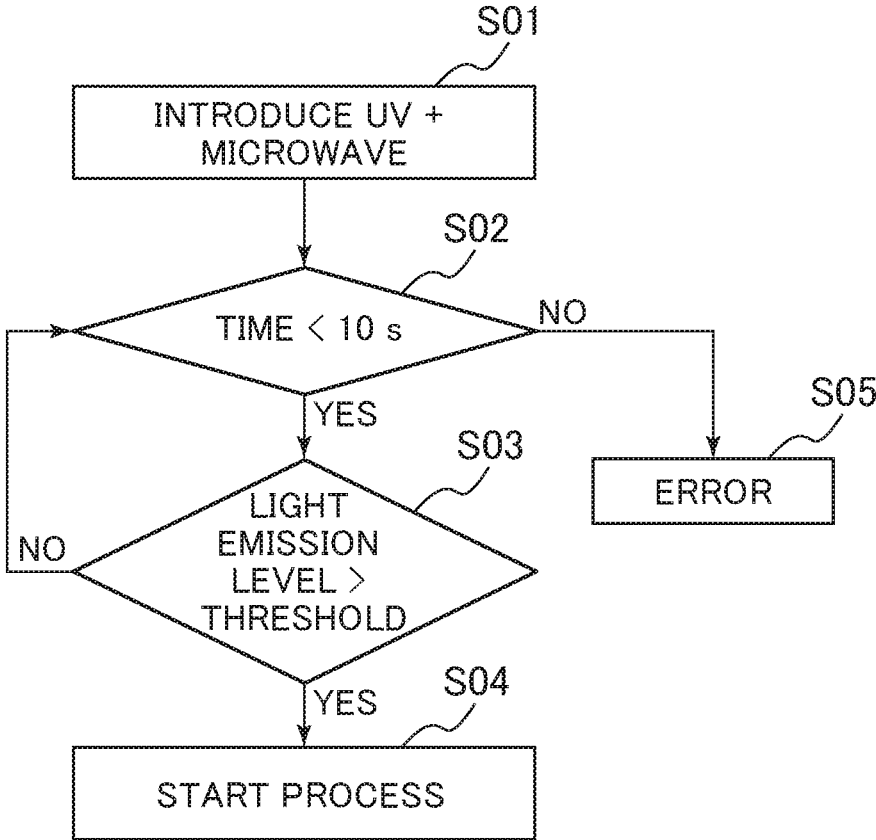 S01
INTRODUCE UV +
MICROWAVE
S02
TIME < 10 s
NO
YES
S05
ERROR
S03
LIGHT
EMISSION
LEVEL >
THRESHOLD
NO
YES
S04
START PROCESS